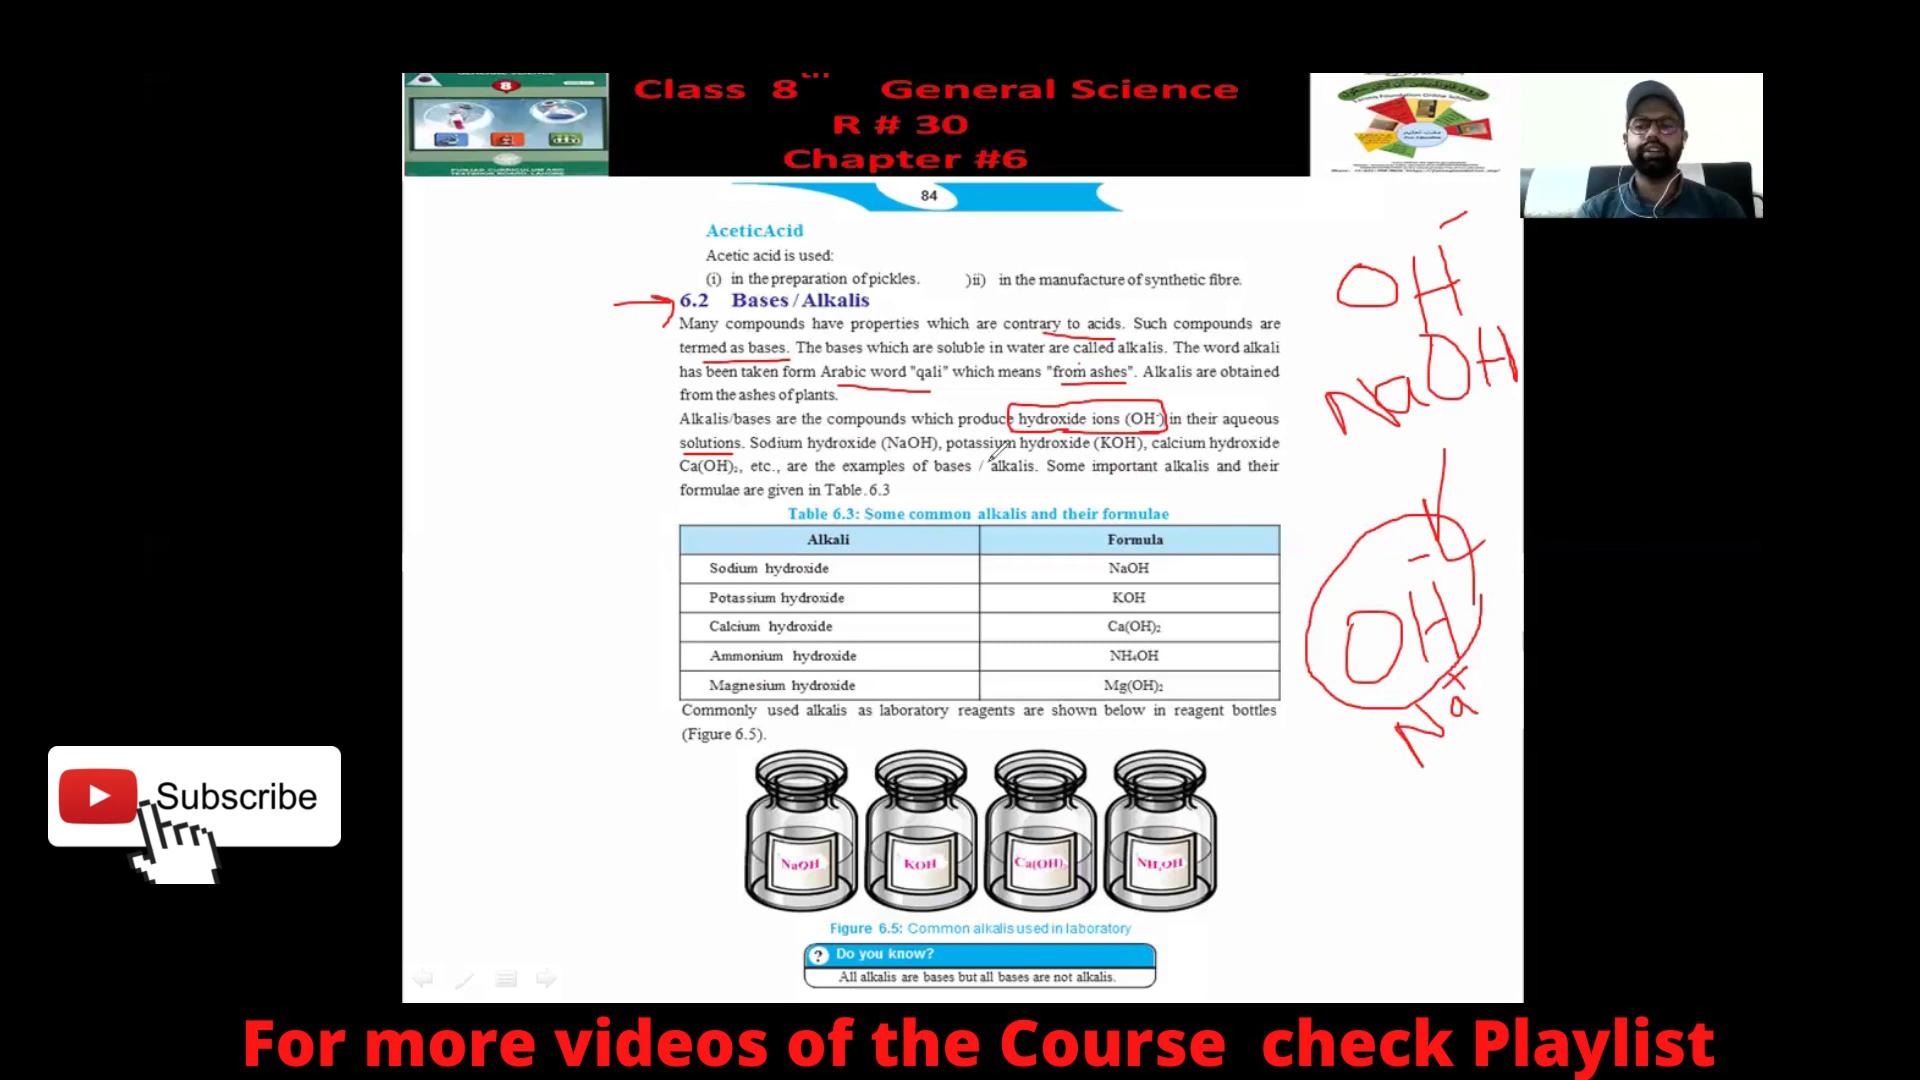 Class 8th General Science
R # 30
Chapter #6
8
PUNJAB CURRICULUM AND
TEXTBOOK BOARD, LAHORE
84
AceticAcid
Acetic acid is used:
(i) in the preparation of pickles. )ii) in the manufacture of synthetic fibre.
6.2 Bases / Alkalis
Many compounds have properties which are contrary to acids. Such compounds are
termed as bases. The bases which are soluble in water are called alkalis. The word alkali
has been taken form Arabic word "qali" which means "from ashes". Alkalis are obtained
from the ashes of plants.
Alkalis/bases are the compounds which produce hydroxide ions (OH⁻) in their aqueous
solutions. Sodium hydroxide (NaOH), potassium hydroxide (KOH), calcium hydroxide
Ca(OH)₂, etc., are the examples of bases / alkalis. Some important alkalis and their
formulae are given in Table.6.3
Table 6.3: Some common alkalis and their formulae
Alkali Formula
Sodium hydroxide NaOH
Potassium hydroxide KOH
Calcium hydroxide Ca(OH)₂
Ammonium hydroxide NH₄OH
Magnesium hydroxide Mg(OH)₂
Commonly used alkalis as laboratory reagents are shown below in reagent bottles
(Figure 6.5).
NaOH KOH Ca(OH)₂ NH₄OH
Figure 6.5: Common alkalis used in laboratory
? Do you know?
All alkalis are bases but all bases are not alkalis.
OH⁻
NaOH
OH⁻
Na⁺
Subscribe
For more videos of the Course check Playlist